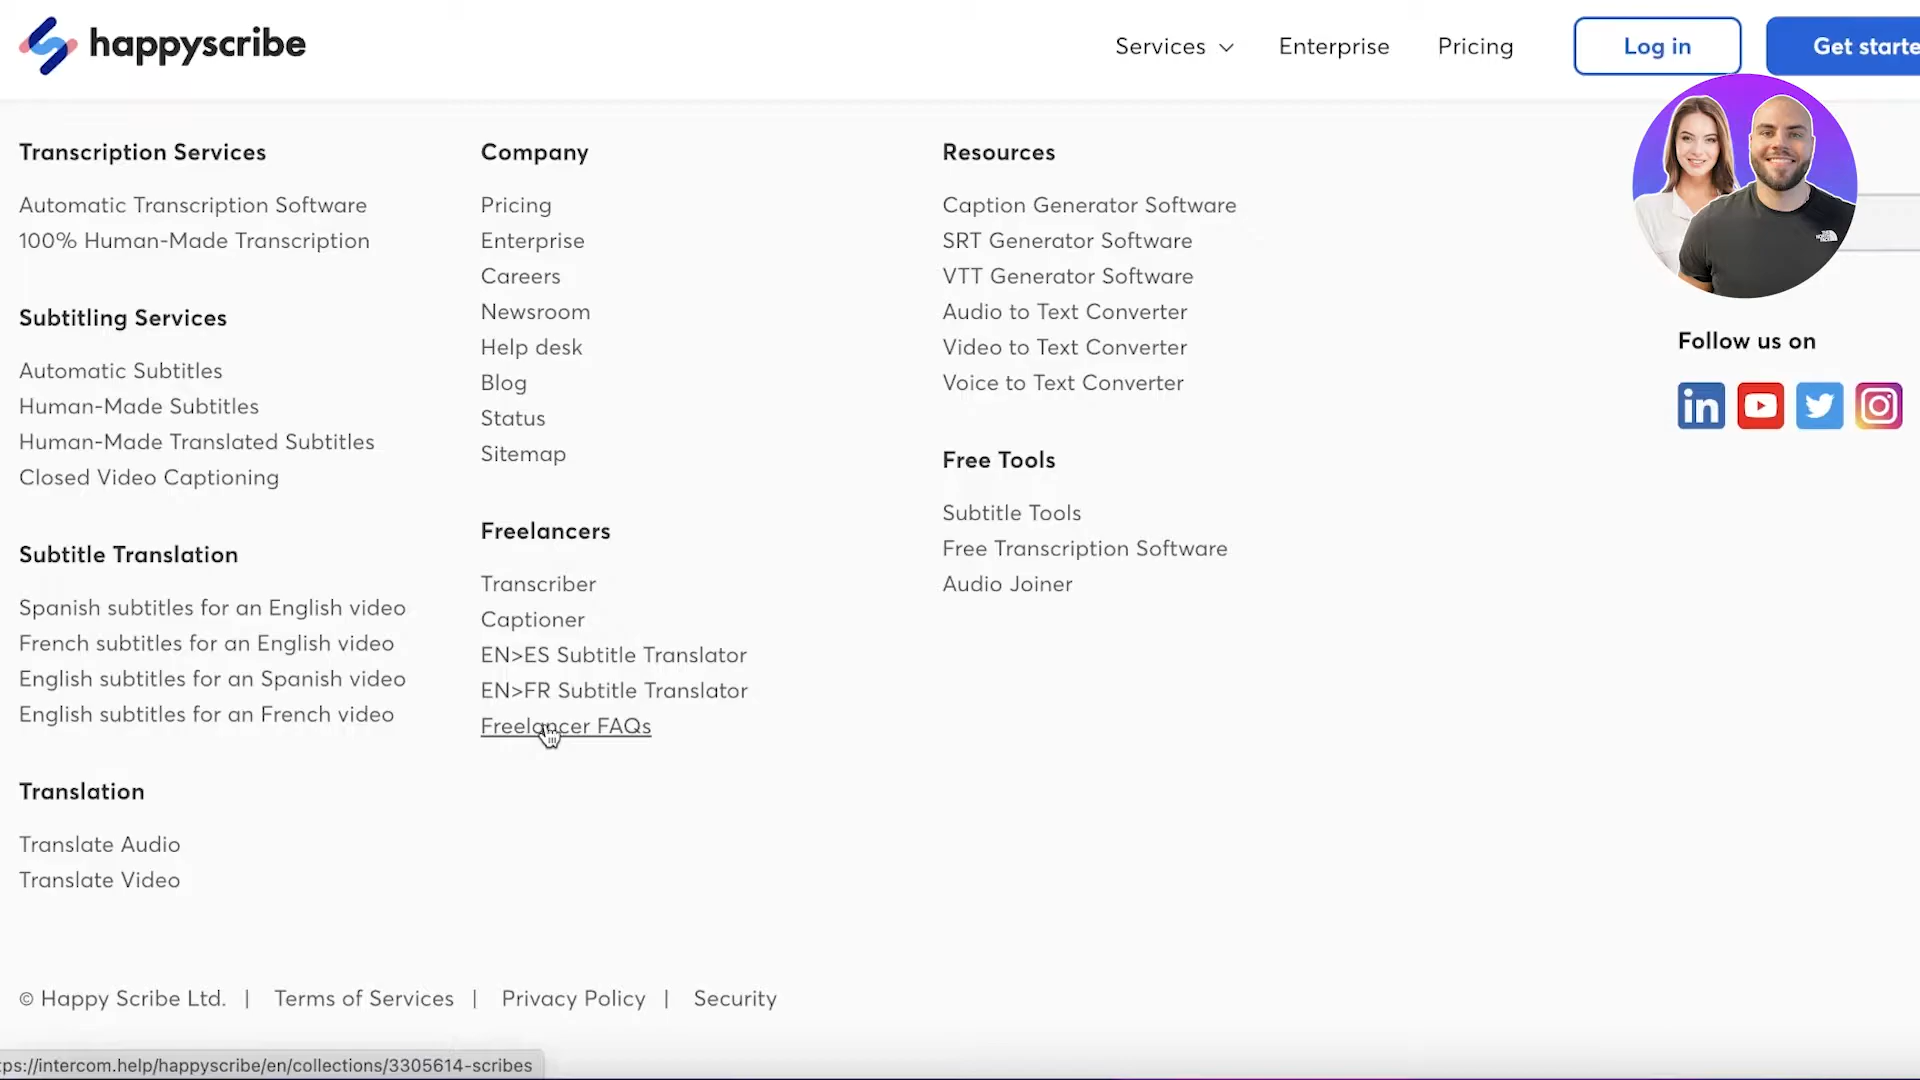 happyscribe
Services
Enterprise
Pricing
Log in
Get starte
Transcription Services
Automatic Transcription Software
100% Human-Made Transcription
Subtitling Services
Automatic Subtitles
Human-Made Subtitles
Human-Made Translated Subtitles
Closed Video Captioning
Subtitle Translation
Spanish subtitles for an English video
French subtitles for an English video
English subtitles for an Spanish video
English subtitles for an French video
Translation
Translate Audio
Translate Video
Company
Pricing
Enterprise
Careers
Newsroom
Help desk
Blog
Status
Sitemap
Freelancers
Transcriber
Captioner
EN>ES Subtitle Translator
EN>FR Subtitle Translator
Freelancer FAQs
Resources
Caption Generator Software
SRT Generator Software
VTT Generator Software
Audio to Text Converter
Video to Text Converter
Voice to Text Converter
Free Tools
Subtitle Tools
Free Transcription Software
Audio Joiner
THE NORTH FACE
Follow us on
in
© Happy Scribe Ltd. | Terms of Services | Privacy Policy | Security
tps://intercom.help/happyscribe/en/collections/3305614-scribes